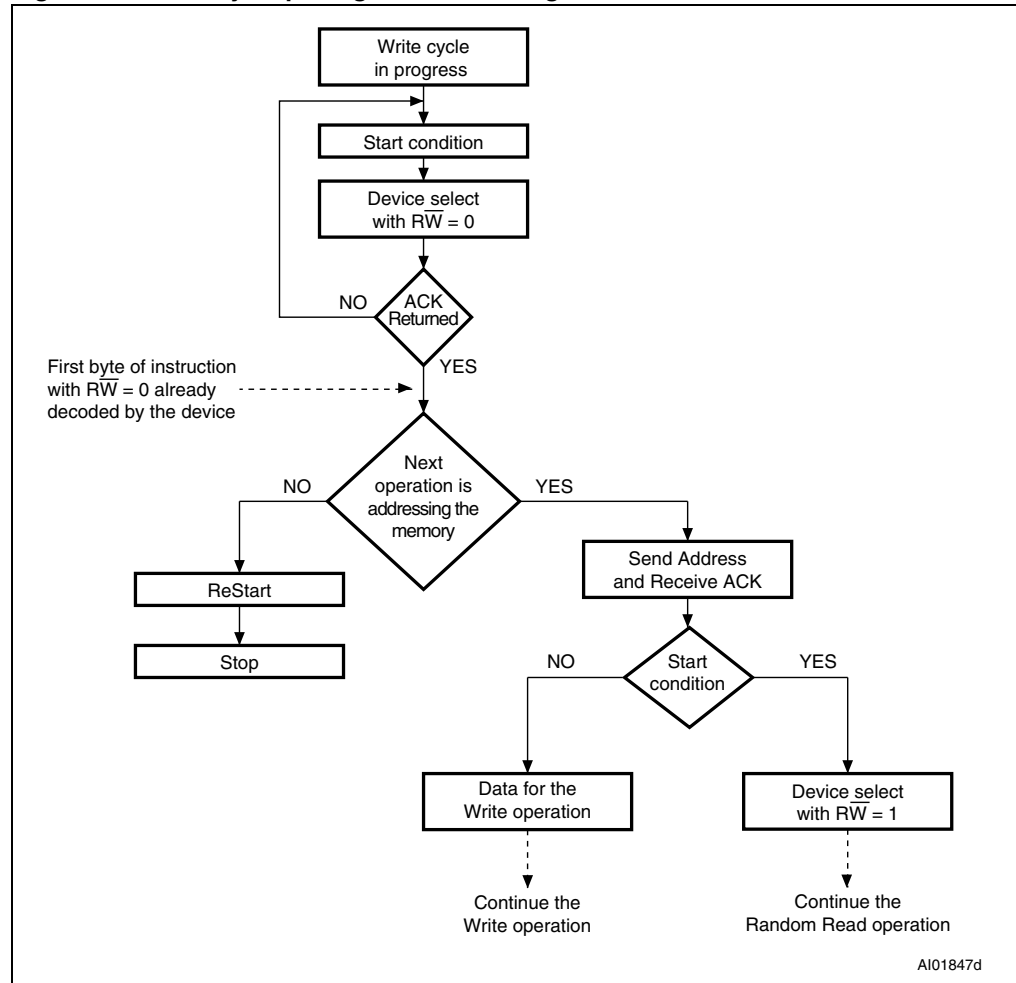 Write cycle
in progress
Start condition
Device select
with RW̅ = 0
NO
ACK
Returned
YES
First byte of instruction
with RW̅ = 0 already
decoded by the device
Next
operation is
addressing the
memory
NO
YES
Send Address
and Receive ACK
ReStart
Stop
NO
Start
condition
YES
Data for the
Write operation
Device select
with RW̅ = 1
Continue the
Write operation
Continue the
Random Read operation
AI01847d